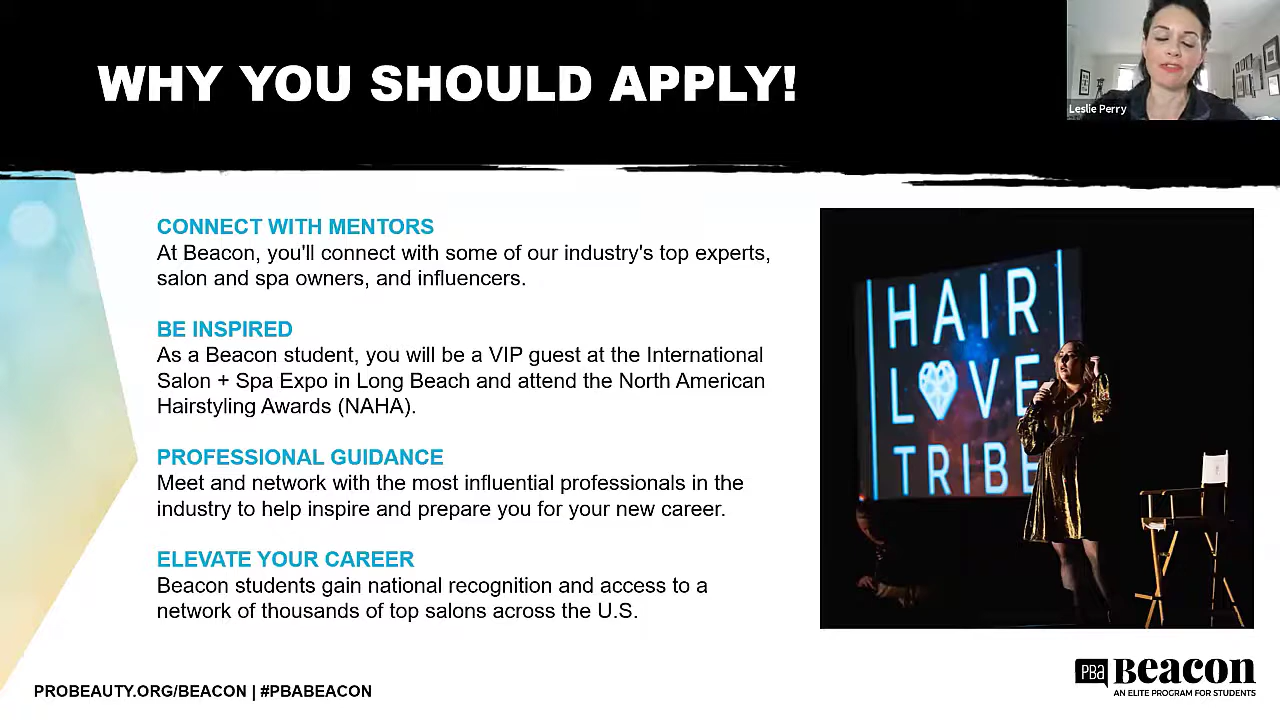 WHY YOU SHOULD APPLY!
Leslie Perry
CONNECT WITH MENTORS
At Beacon, you'll connect with some of our industry's top experts,
salon and spa owners, and influencers.
BE INSPIRED
As a Beacon student, you will be a VIP guest at the International
Salon + Spa Expo in Long Beach and attend the North American
Hairstyling Awards (NAHA).
PROFESSIONAL GUIDANCE
Meet and network with the most influential professionals in the
industry to help inspire and prepare you for your new career.
ELEVATE YOUR CAREER
Beacon students gain national recognition and access to a
network of thousands of top salons across the U.S.
HAIR
LOVE
TRIBE
PROBEAUTY.ORG/BEACON | #PBABEACON
PBA Beacon
AN ELITE PROGRAM FOR STUDENTS